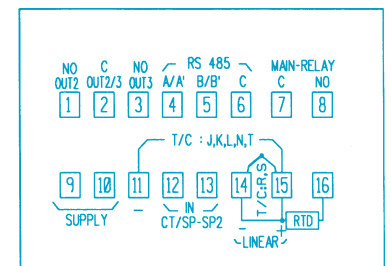 NO C NO RS 485 MAIN-RELAY
OUT2 OUT2/3 OUT3 A/A' B/B' C C NO
1 2 3 4 5 6 7 8
T/C : J,K,L,N,T
T/C:R,S
9 10 11 12 13 14 15 16
SUPPLY - IN - + RTD
CT/SP-SP2
LINEAR